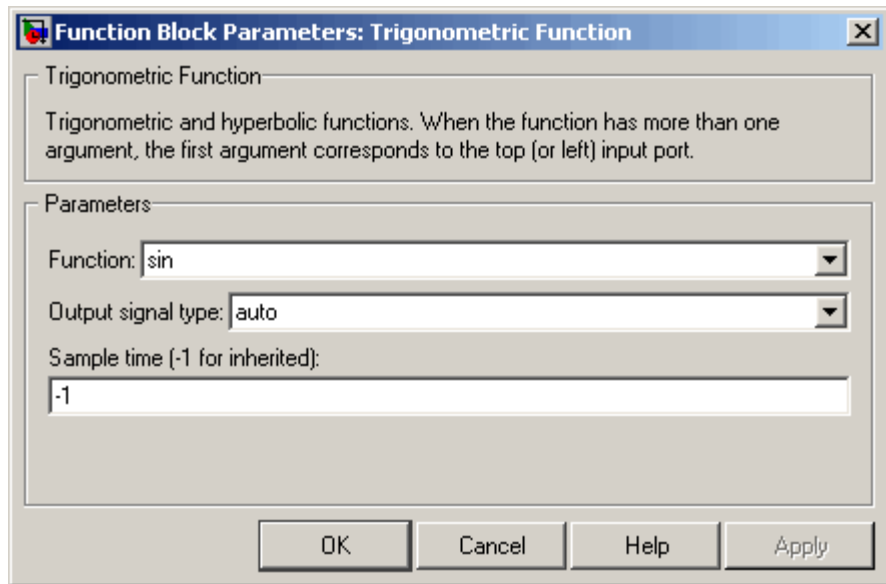 Function Block Parameters: Trigonometric Function
Trigonometric Function
Trigonometric and hyperbolic functions. When the function has more than one
argument, the first argument corresponds to the top (or left) input port.
Parameters
Function: sin
Output signal type: auto
Sample time (-1 for inherited):
-1
OK Cancel Help Apply